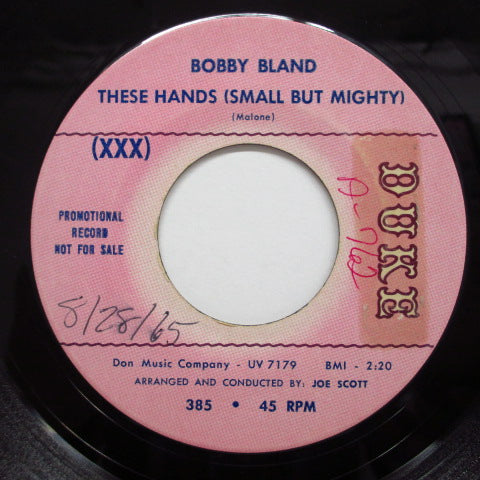 BOBBY BLAND
THESE HANDS (SMALL BUT MIGHTY)
(Malone)
(XXX)
PROMOTIONAL
RECORD
NOT FOR SALE
DUKE
A-762
8/28/65
Don Music Company - UV 7179 BMI - 2:20
ARRANGED AND CONDUCTED BY: JOE SCOTT
385 • 45 RPM